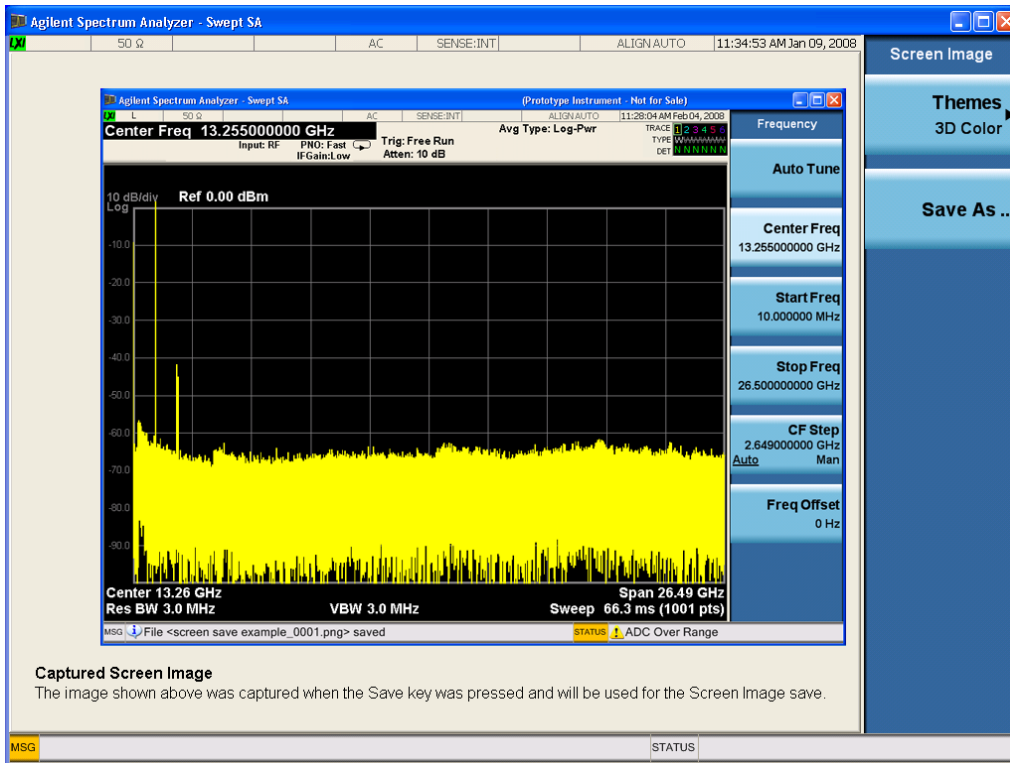 Agilent Spectrum Analyzer - Swept SA
LXI 50 Ω AC SENSE:INT ALIGN AUTO 11:34:53 AM Jan 09, 2008
Screen Image
Themes
3D Color
Save As ..
Agilent Spectrum Analyzer - Swept SA (Prototype Instrument - Not for Sale)
LXI L 50 Ω AC SENSE:INT ALIGNAUTO 11:28:04 AM Feb 04, 2008
Center Freq 13.255000000 GHz
Input: RF PNO: Fast
IFGain:Low
Trig: Free Run
Atten: 10 dB
Avg Type: Log-Pwr
TRACE 1 2 3 4 5 6
TYPE
DET N N N N N N
10 dB/div Ref 0.00 dBm
Log
-10.0
-20.0
-30.0
-40.0
-50.0
-60.0
-70.0
-80.0
-90.0
Center 13.26 GHz Span 26.49 GHz
Res BW 3.0 MHz VBW 3.0 MHz Sweep 66.3 ms (1001 pts)
MSG File <screen save example_0001.png> saved STATUS ADC Over Range
Frequency
Auto Tune
Center Freq
13.255000000 GHz
Start Freq
10.000000 MHz
Stop Freq
26.500000000 GHz
CF Step
2.649000000 GHz
Auto Man
Freq Offset
0 Hz
Captured Screen Image
The image shown above was captured when the Save key was pressed and will be used for the Screen Image save.
MSG STATUS